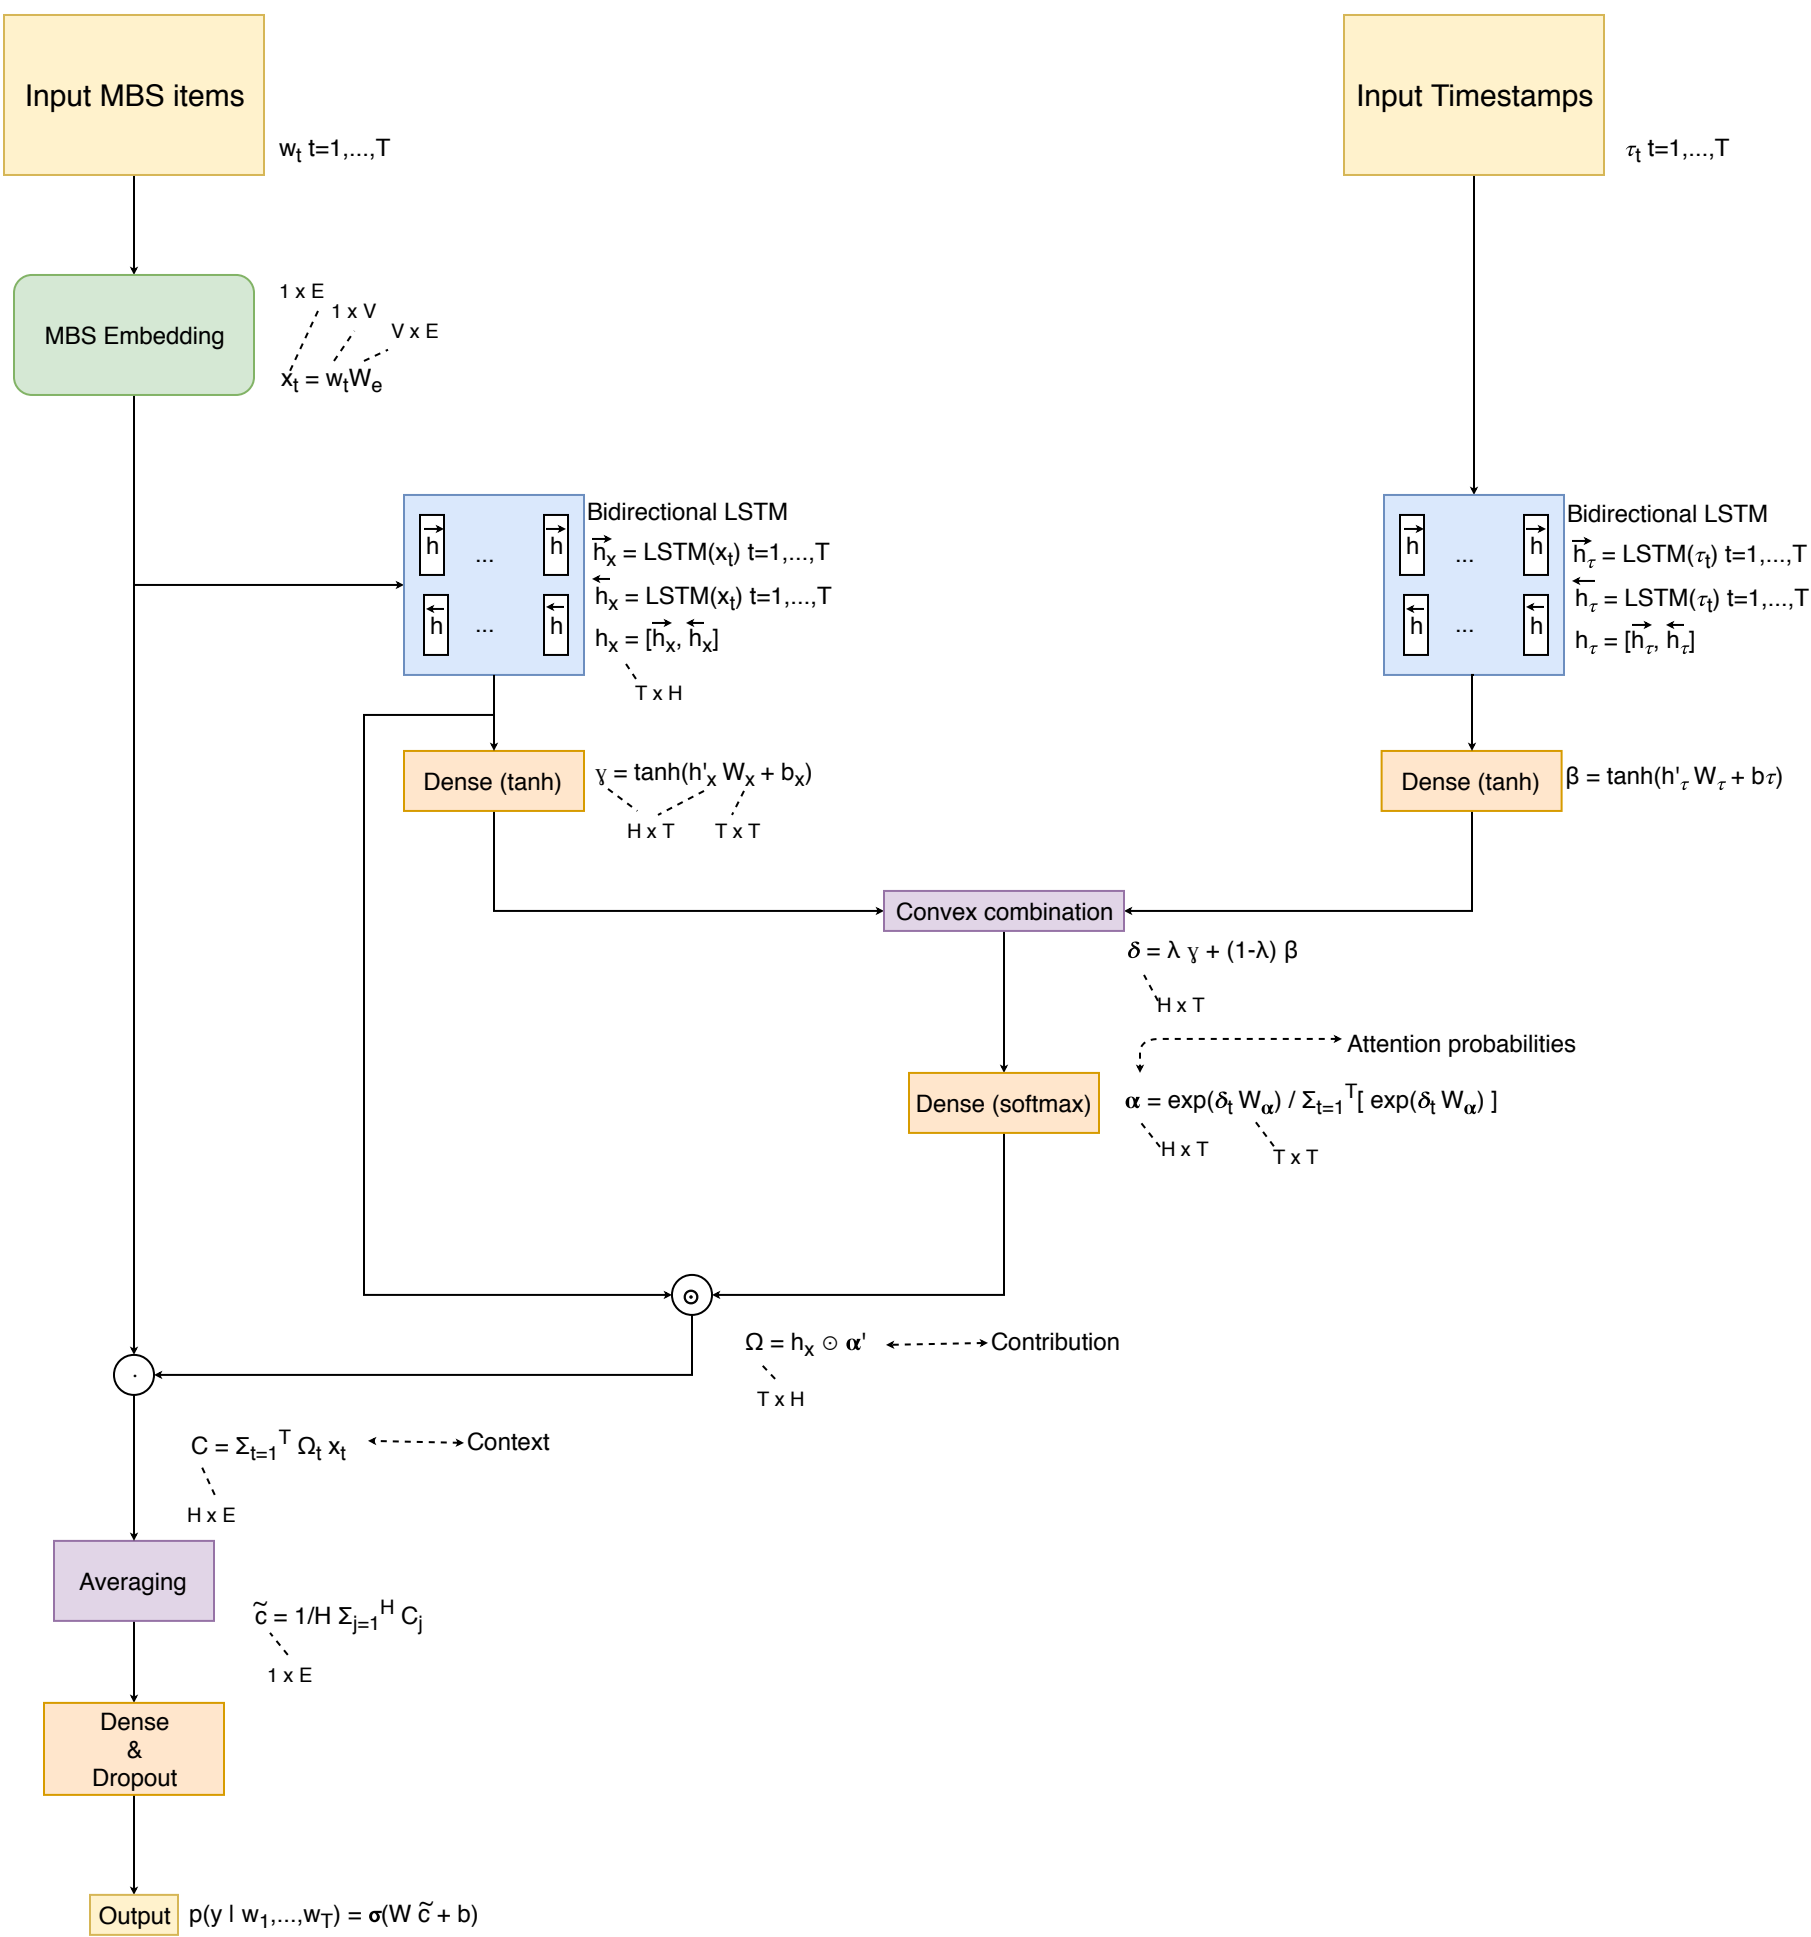 Input MBS items
w_t t=1,...,T
Input Timestamps
τ_t t=1,...,T
MBS Embedding
1 x E
1 x V
V x E
x_t = w_tW_e
h ... h
h ... h
Bidirectional LSTM
→h_x = LSTM(x_t) t=1,...,T
←h_x = LSTM(x_t) t=1,...,T
h_x = [→h_x, ←h_x]
T x H
h ... h
h ... h
Bidirectional LSTM
→h_τ = LSTM(τ_t) t=1,...,T
←h_τ = LSTM(τ_t) t=1,...,T
h_τ = [→h_τ, ←h_τ]
Dense (tanh)
ɣ = tanh(h'_x W_x + b_x)
H x T
T x T
Dense (tanh)
β = tanh(h'_τ W_τ + bτ)
Convex combination
δ = λ ɣ + (1-λ) β
H x T
Attention probabilities
Dense (softmax)
α = exp(δ_t W_α) / Σ_t=1^T[ exp(δ_t W_α) ]
H x T
T x T
⊙
Ω = h_x ⊙ α'
Contribution
T x H
·
C = Σ_t=1^T Ω_t x_t
Context
H x E
Averaging
c̃ = 1/H Σ_j=1^H C_j
1 x E
Dense
&
Dropout
Output
p(y | w_1,...,w_T) = σ(W c̃ + b)